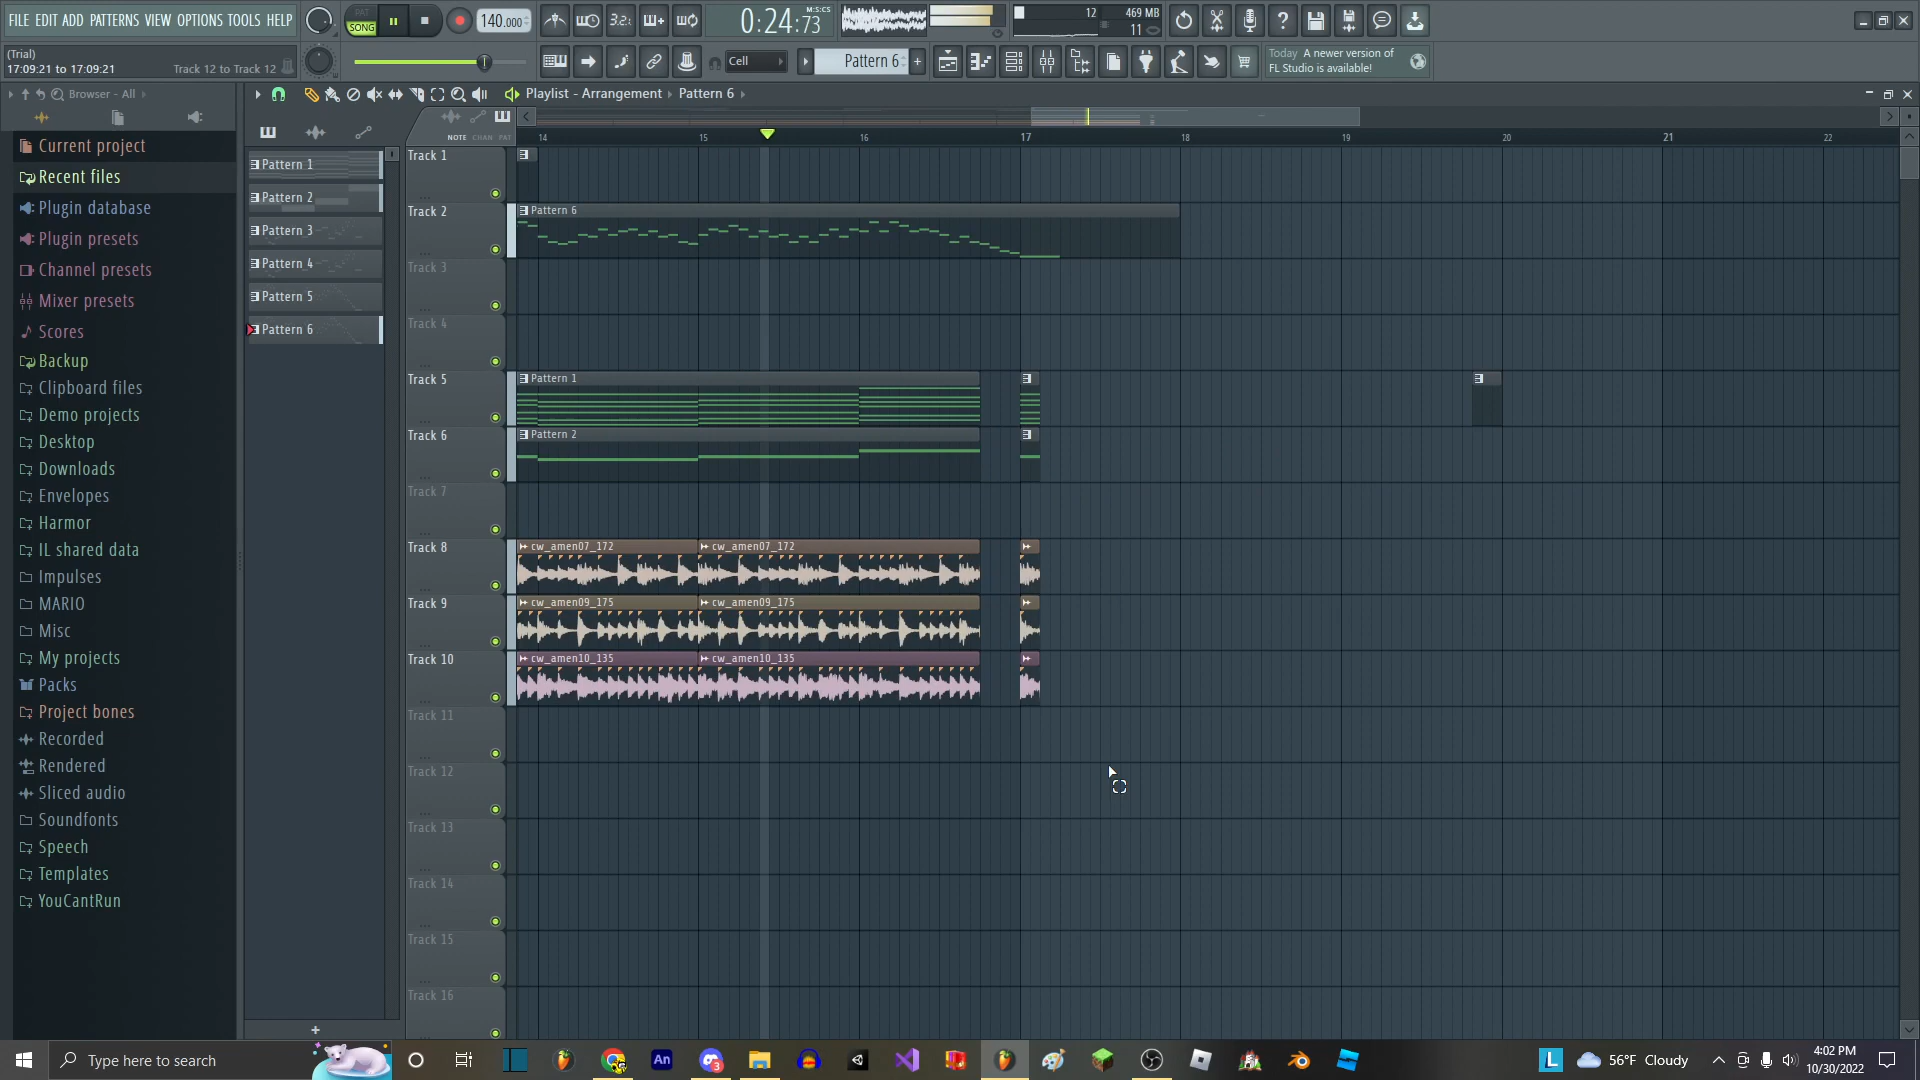 FILE EDIT ADD PATTERNS VIEW OPTIONS TOOLS HELP
PAT
SONG
140.000
3.2.
0:24:73
M:S:CS
12
469 MB
11
(Trial)
17:09:21 to 17:09:21
Track 12 to Track 12
Cell
Pattern 6
+
Today A newer version of
FL Studio is available!
Browser - All
Playlist - Arrangement › Pattern 6 ›
NOTE CHAN PAT
14 15 16 17 18 19 20 21 22
Current project
Recent files
Plugin database
Plugin presets
Channel presets
Mixer presets
Scores
Backup
Clipboard files
Demo projects
Desktop
Downloads
Envelopes
Harmor
IL shared data
Impulses
MARIO
Misc
My projects
Packs
Project bones
Recorded
Rendered
Sliced audio
Soundfonts
Speech
Templates
YouCantRun
Pattern 1
Pattern 2
Pattern 3
Pattern 4
Pattern 5
Pattern 6
+
Track 1
Track 2
Pattern 6
Track 3
Track 4
Track 5
Pattern 1
Track 6
Pattern 2
Track 7
Track 8
cw_amen07_172 cw_amen07_172
Track 9
cw_amen09_175 cw_amen09_175
Track 10
cw_amen10_135 cw_amen10_135
Track 11
Track 12
Track 13
Track 14
Track 15
Track 16
Type here to search
An
3
L
56°F Cloudy
4:02 PM
10/30/2022